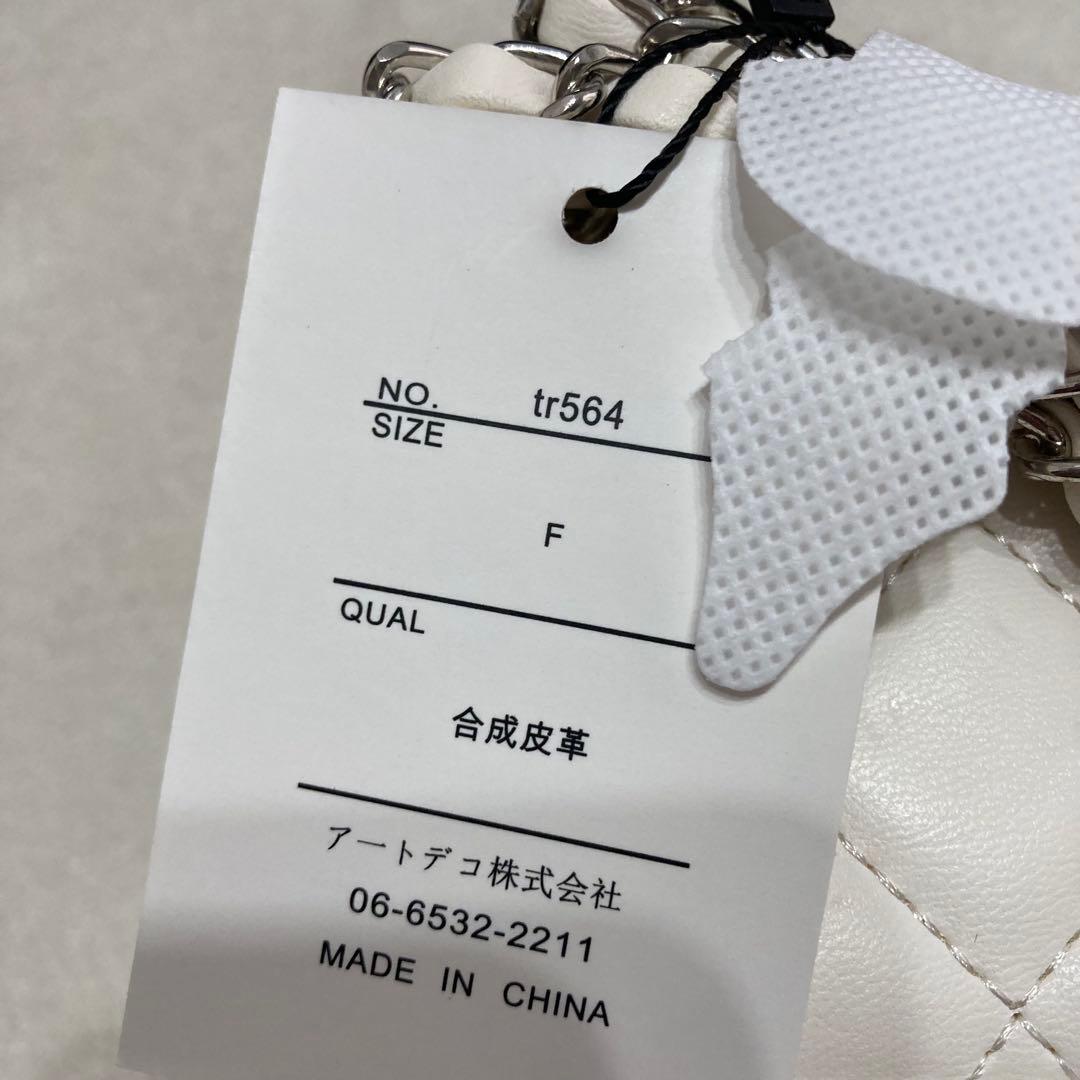 NO. tr564
SIZE
F
QUAL
合成皮革
アートデコ株式会社
06-6532-2211
MADE IN CHINA